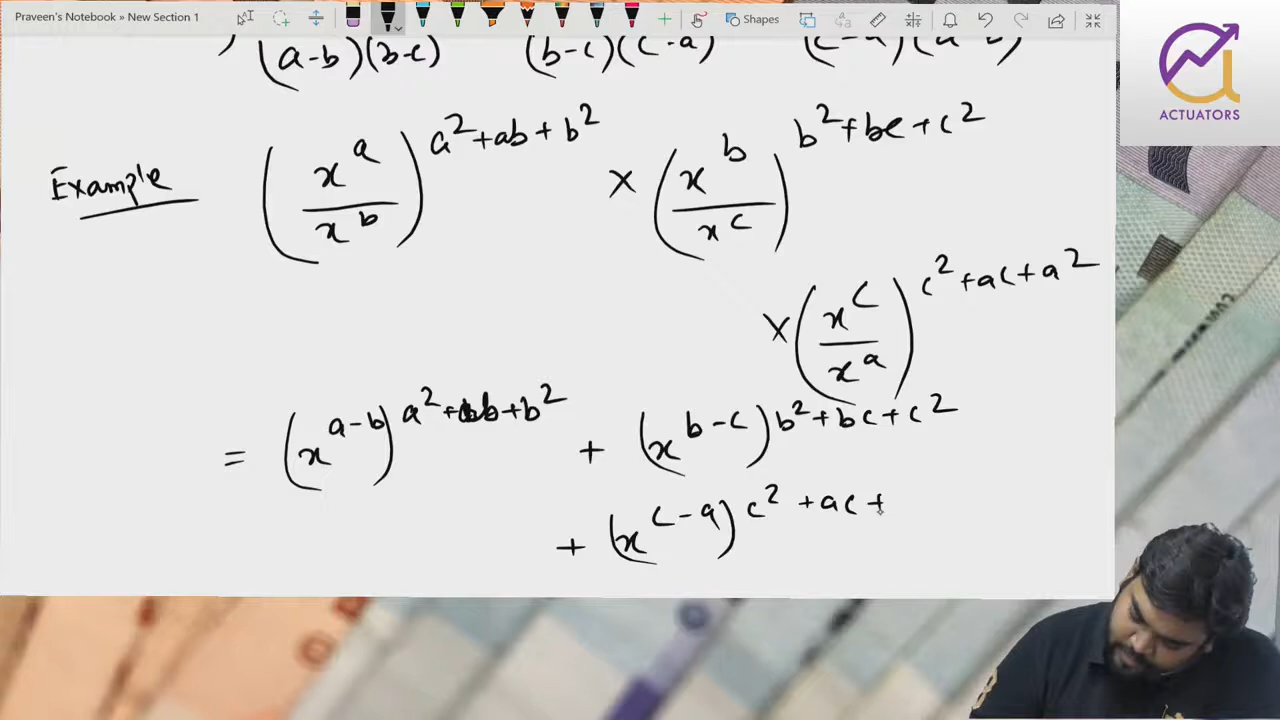 Praveen's Notebook » New Section 1
Shapes
(a-b)(b-c) (b-c)(c-a) (c-a)(a-b)
Example (x^a/x^b)^a²+ab+b² × (x^b/x^c)^b²+bc+c²
×(x^c/x^a)^c²+ac+a²
= (x^a-b)^a²+ab+b² + (x^b-c)^b²+bc+c²
+ (x^c-a)^c²+ac+
ACTUATORS